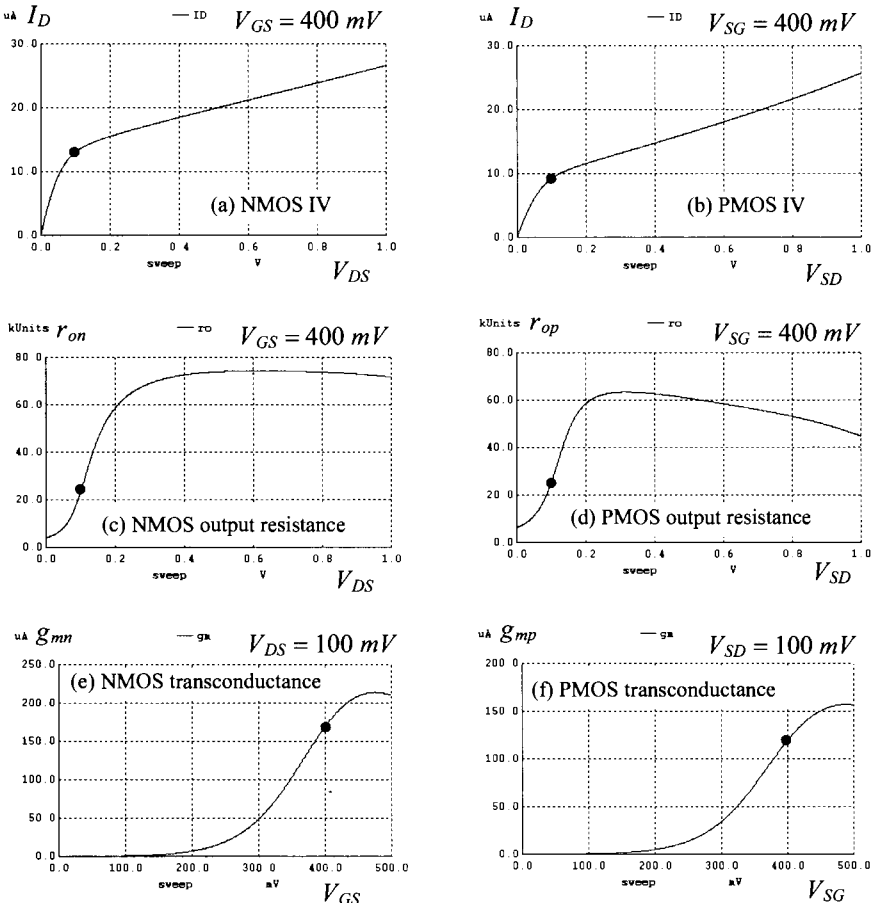 uA I_D — ID V_GS = 400 mV
30.0
20.0
10.0
0.0
(a) NMOS IV
0.0 0.2 0 4 0.6 0.8 1.0
sweep V V_DS
uA I_D — ID V_SG = 400 mV
30.0
20.0
10.0
0.0
(b) PMOS IV
0.0 0.2 0 4 0.6 0.8 1.0
sweep V V_SD
kUnits r_on — ro V_GS = 400 mV
80 0
60.0
40.0
20.0
0.0
(c) NMOS output resistance
0.0 0.2 0.4 0.6 0.8 1.0
sweep V V_DS
kUnits r_op — ro V_SG = 400 mV
80.0
60.0
40 0
20 0
0.0
(d) PMOS output resistance
0.0 0.2 0.4 0.6 0.8 1.0
sweep V V_SD
uA g_mn — gm V_DS = 100 mV
250.0
200.0
150.0
100.0
50.0
0.0
(e) NMOS transconductance
0.0 100.0 200.0 300.0 400.0 500.0
sweep mV V_GS
uA g_mp — gm V_SD = 100 mV
200 0
150.0
100.0
50 0
0.0
(f) PMOS transconductance
0.0 100.0 200.0 300.0 400.0 500.0
sweep mV V_SG